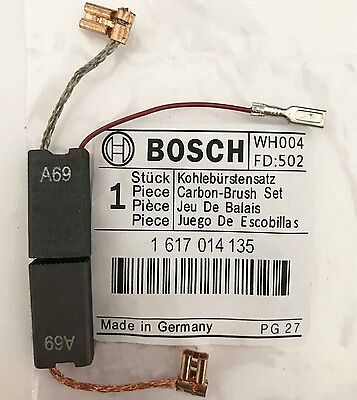 A69
BOSCH
WH004
FD:502
1
Stück
Piece
Pièce
Piece
Kohlebürstensatz
Carbon-Brush Set
Jeu De Balais
Juego De Escobillas
1 617 014 135
Made in Germany
PG 27
A69